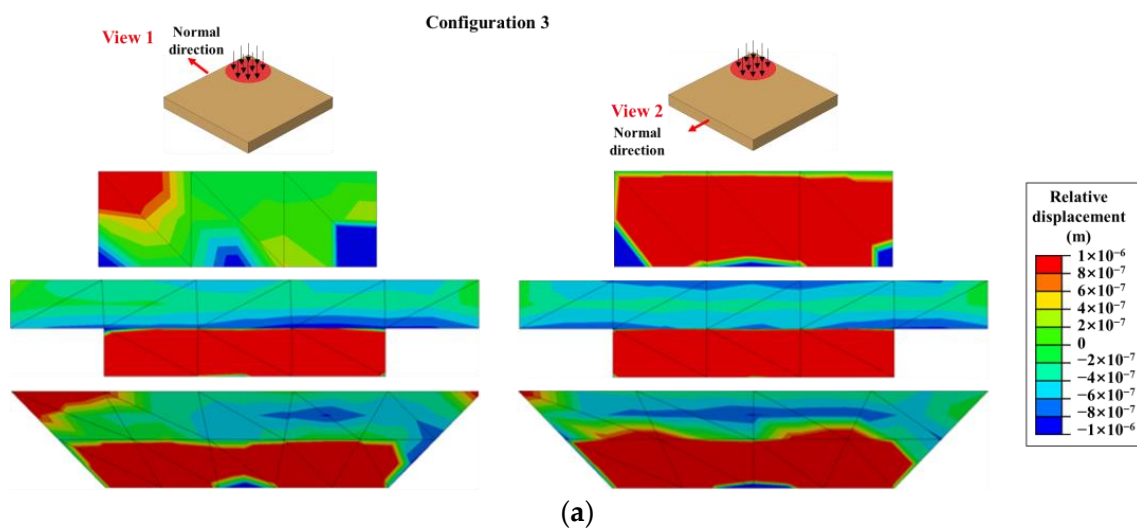 Configuration 3
View 1
Normal
direction
View 2
Normal
direction
Relative
displacement
(m)
1×10⁻⁶
8×10⁻⁷
6×10⁻⁷
4×10⁻⁷
2×10⁻⁷
0
−2×10⁻⁷
−4×10⁻⁷
−6×10⁻⁷
−8×10⁻⁷
−1×10⁻⁶
(a)